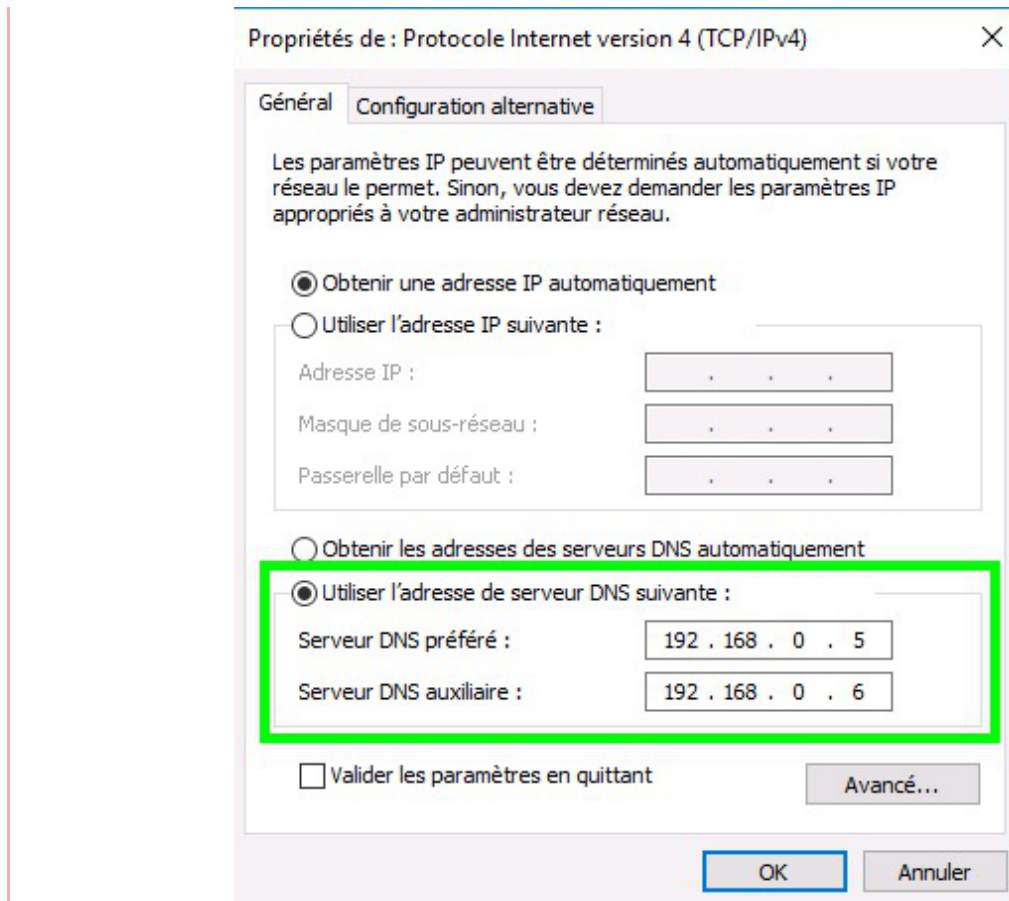 Propriétés de : Protocole Internet version 4 (TCP/IPv4)
Général
Configuration alternative
Les paramètres IP peuvent être déterminés automatiquement si votre
réseau le permet. Sinon, vous devez demander les paramètres IP
appropriés à votre administrateur réseau.
Obtenir une adresse IP automatiquement
Utiliser l'adresse IP suivante :
Adresse IP :
. . .
Masque de sous-réseau :
. . .
Passerelle par défaut :
. . .
Obtenir les adresses des serveurs DNS automatiquement
Utiliser l'adresse de serveur DNS suivante :
Serveur DNS préféré :
192 . 168 . 0 . 5
Serveur DNS auxiliaire :
192 . 168 . 0 . 6
Valider les paramètres en quittant
Avancé...
OK
Annuler